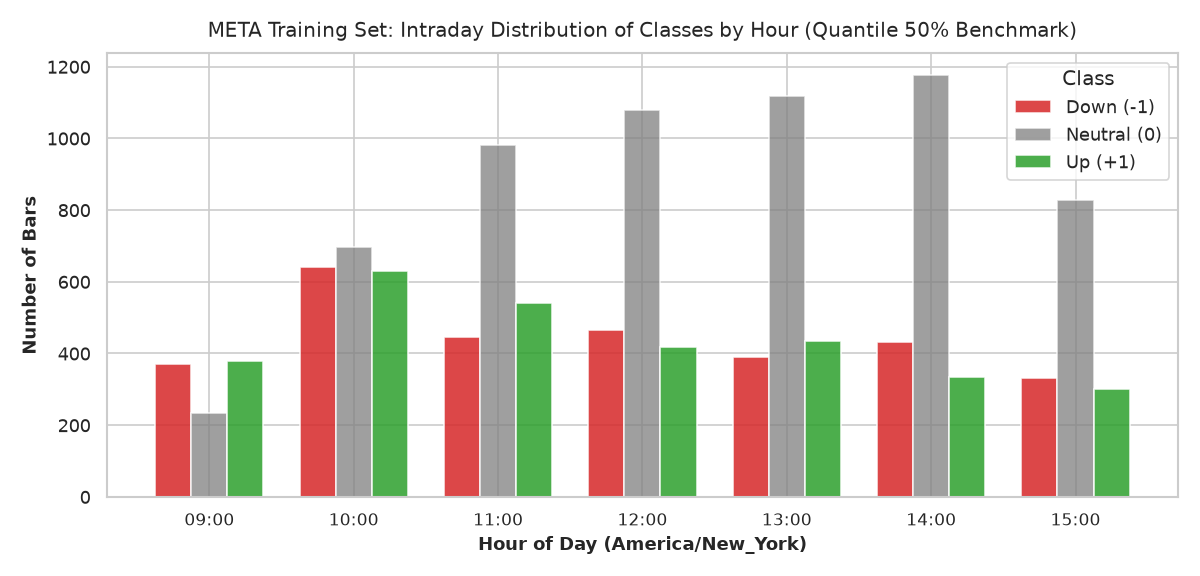 META Training Set: Intraday Distribution of Classes by Hour (Quantile 50% Benchmark)
Class
Down (-1)
Neutral (0)
Up (+1)
Number of Bars
1200
1000
800
600
400
200
0
09:00 10:00 11:00 12:00 13:00 14:00 15:00
Hour of Day (America/New_York)